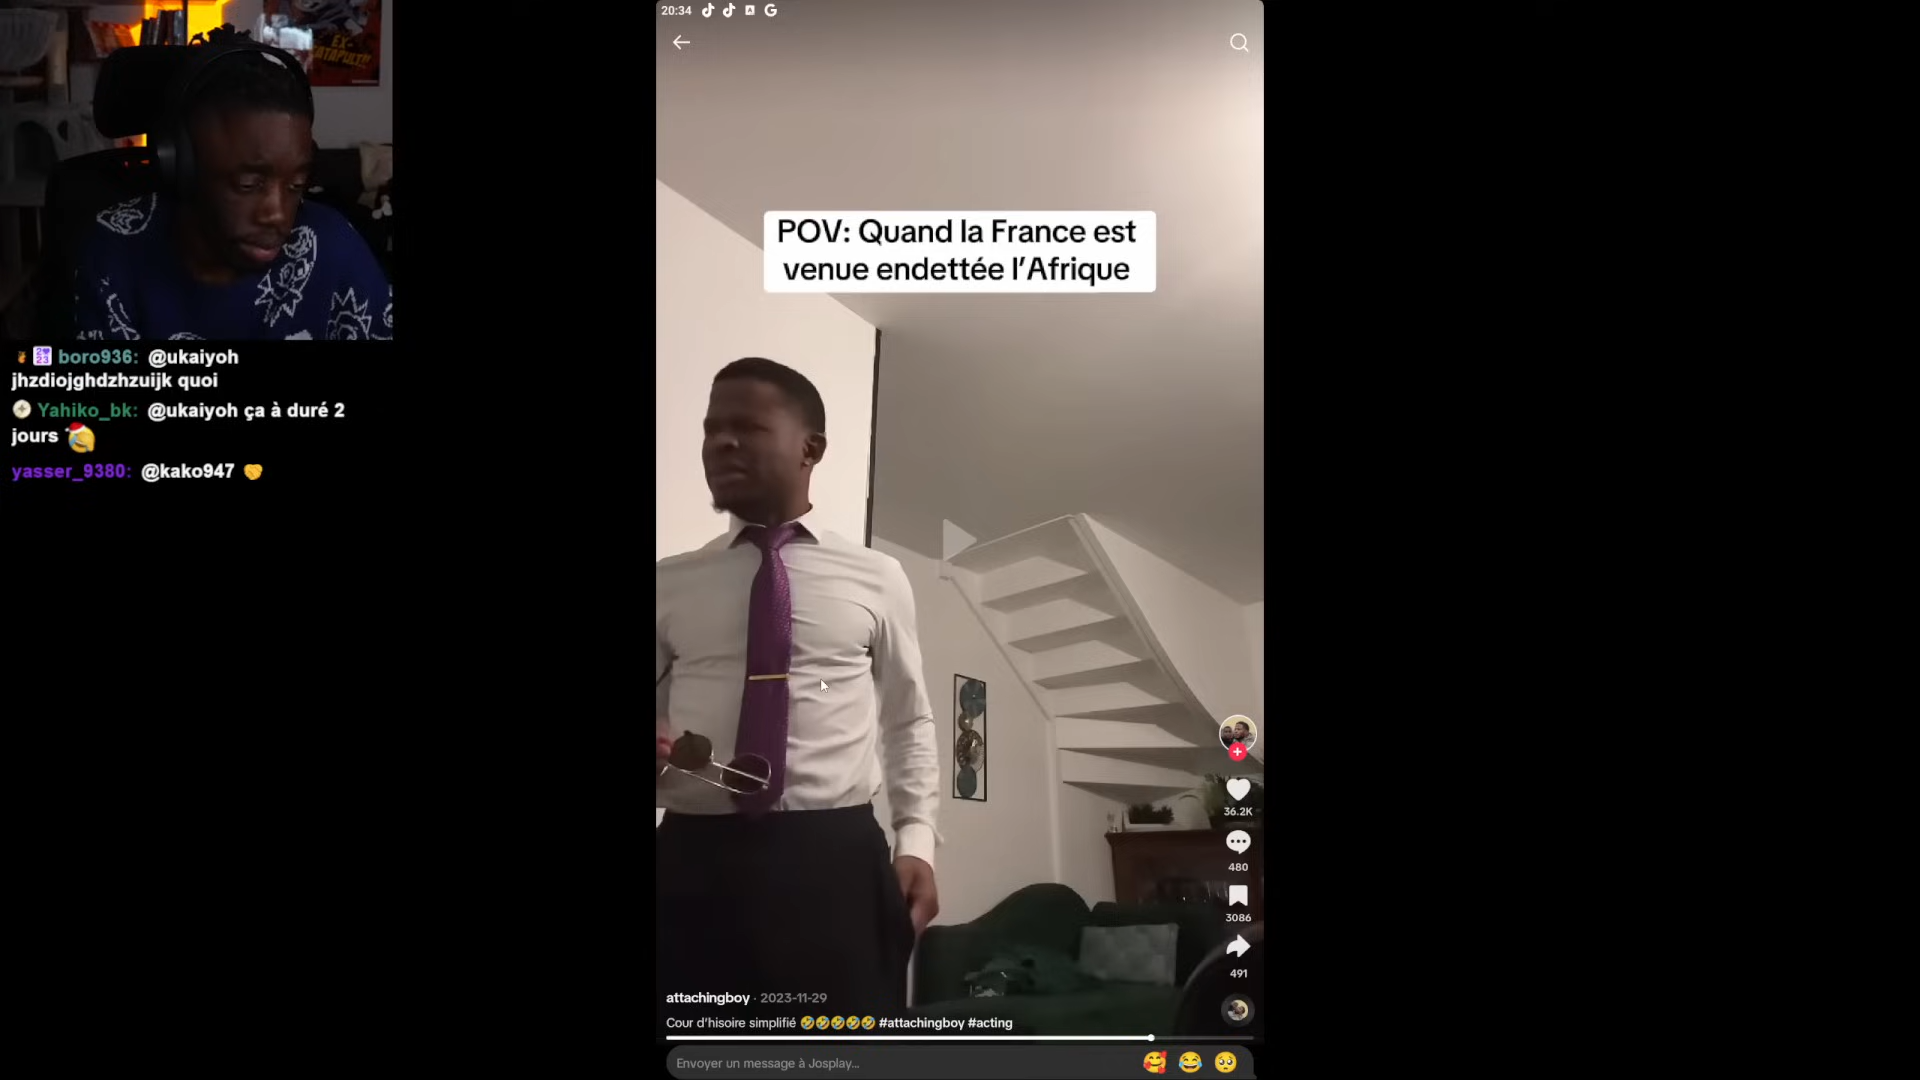 EX-
CATAPULT!!
boro936: @ukaiyoh
jhzdiojghdzhzuijk quoi
Yahiko_bk: @ukaiyoh ça à duré 2
jours
yasser_9380: @kako947
20:34
POV: Quand la France est
venue endettée l’Afrique
36.2K
480
3086
491
attachingboy · 2023-11-29
Cour d’hisoire simplifié 🤣🤣🤣🤣🤣 #attachingboy #acting
Envoyer un message à Josplay...